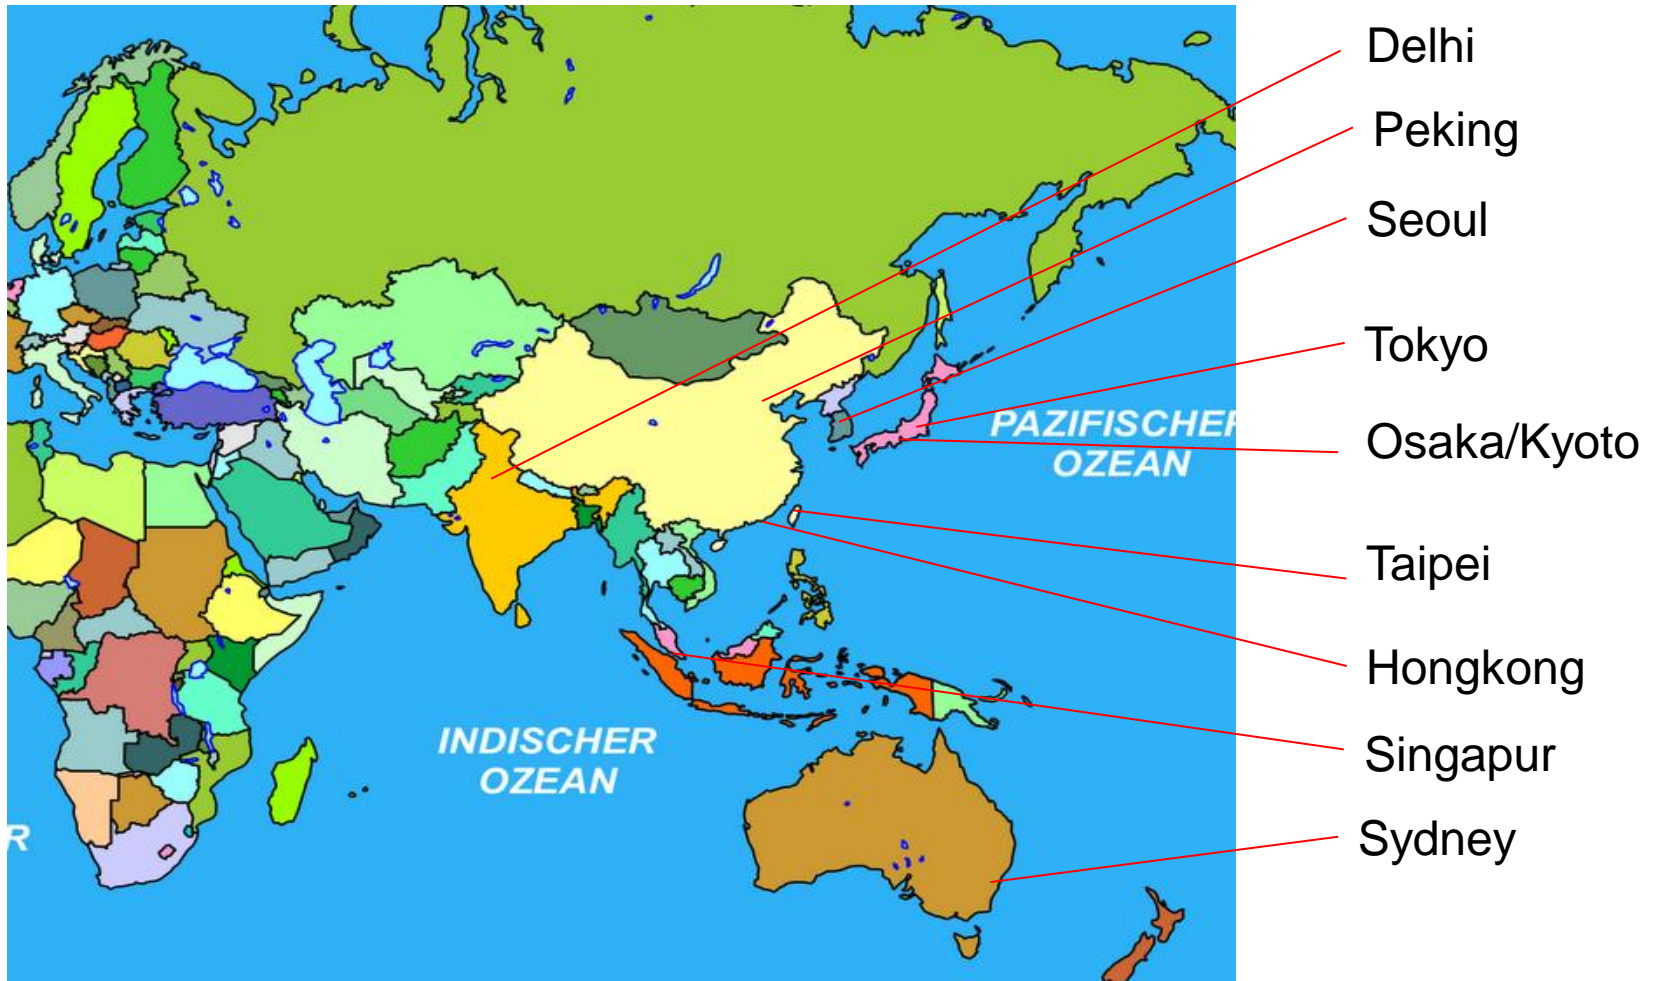 Delhi
Peking
Seoul
Tokyo
Osaka/Kyoto
Taipei
Hongkong
Singapur
Sydney
PAZIFISCHER
OZEAN
INDISCHER
OZEAN
R